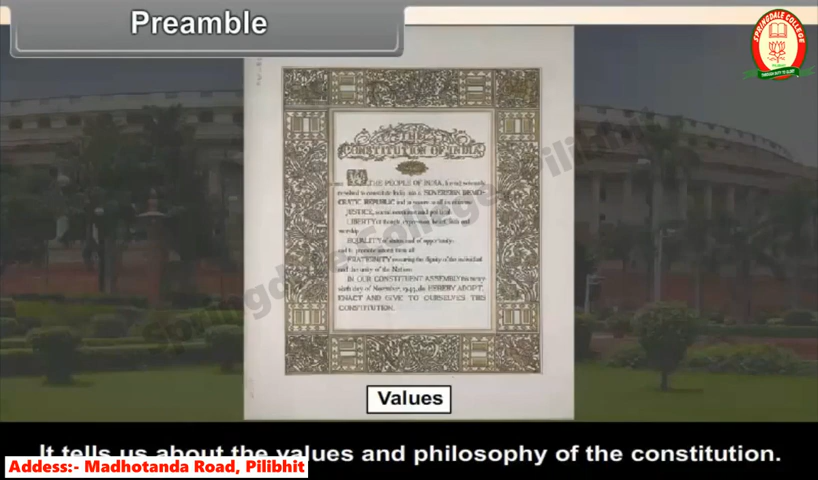 Preamble
SPRINGDALE COLLEGE
THE
CONSTITUTION OF INDIA
WE, THE PEOPLE OF INDIA, having solemnly
resolved to constitute India into a SOVEREIGN DEMO-
CRATIC REPUBLIC and to secure to all its citizens:
JUSTICE, social, economic and political;
LIBERTY of thought, expression, belief, faith and
worship;
EQUALITY of status and of opportunity;
and to promote among them all
FRATERNITY assuring the dignity of the individual
and the unity of the Nation;
IN OUR CONSTITUENT ASSEMBLY this twenty
sixth day of November, 1949, do HEREBY ADOPT,
ENACT AND GIVE TO OURSELVES THIS
CONSTITUTION.
Springdale College Pilibhit
Values
It tells us about the values and philosophy of the constitution.
Addess:- Madhotanda Road, Pilibhit